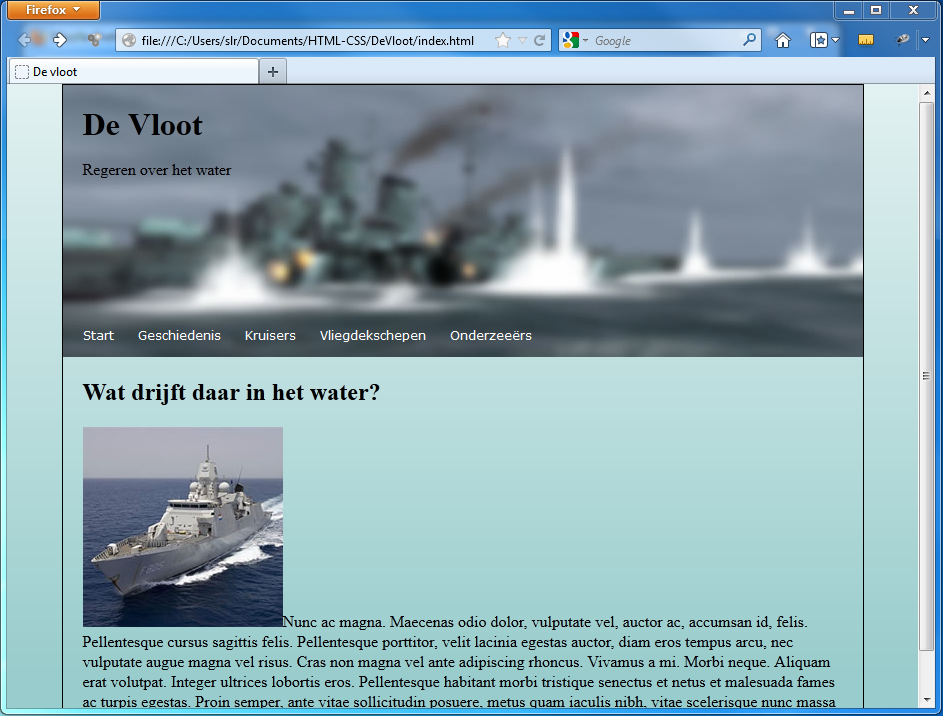 Firefox
file:///C:/Users/slr/Documents/HTML-CSS/DeVloot/index.html
Google
De vloot
De Vloot
Regeren over het water
Start Geschiedenis Kruisers Vliegdekschepen Onderzeeërs
Wat drijft daar in het water?
F 805
Nunc ac magna. Maecenas odio dolor, vulputate vel, auctor ac, accumsan id, felis.
Pellentesque cursus sagittis felis. Pellentesque porttitor, velit lacinia egestas auctor, diam eros tempus arcu, nec
vulputate augue magna vel risus. Cras non magna vel ante adipiscing rhoncus. Vivamus a mi. Morbi neque. Aliquam
erat volutpat. Integer ultrices lobortis eros. Pellentesque habitant morbi tristique senectus et netus et malesuada fames
ac turpis egestas. Proin semper, ante vitae sollicitudin posuere, metus quam iaculis nibh, vitae scelerisque nunc massa